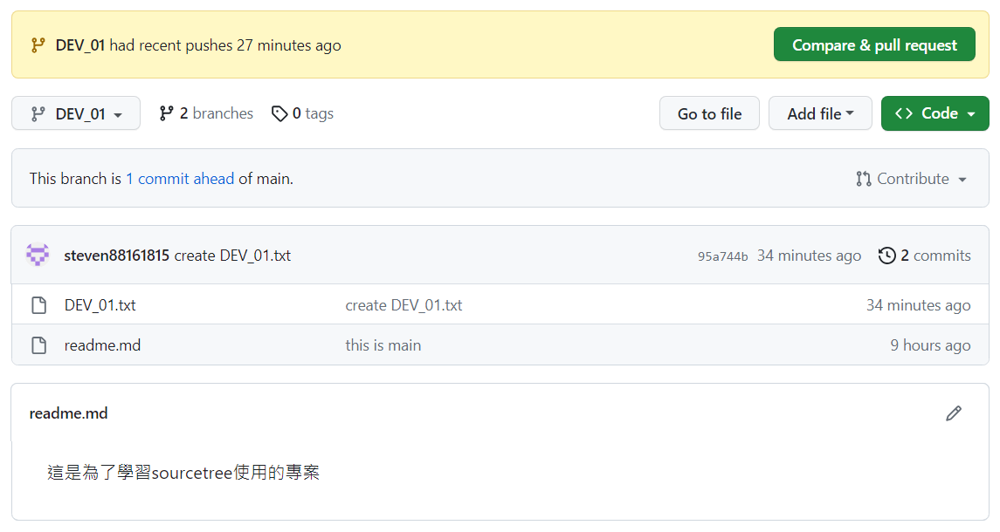 DEV_01 had recent pushes 27 minutes ago Compare & pull request
DEV_01 2 branches 0 tags Go to file Add file Code
This branch is 1 commit ahead of main. Contribute
steven88161815 create DEV_01.txt 95a744b 34 minutes ago 2 commits
DEV_01.txt create DEV_01.txt 34 minutes ago
readme.md this is main 9 hours ago
readme.md
這是為了學習sourcetree使用的專案